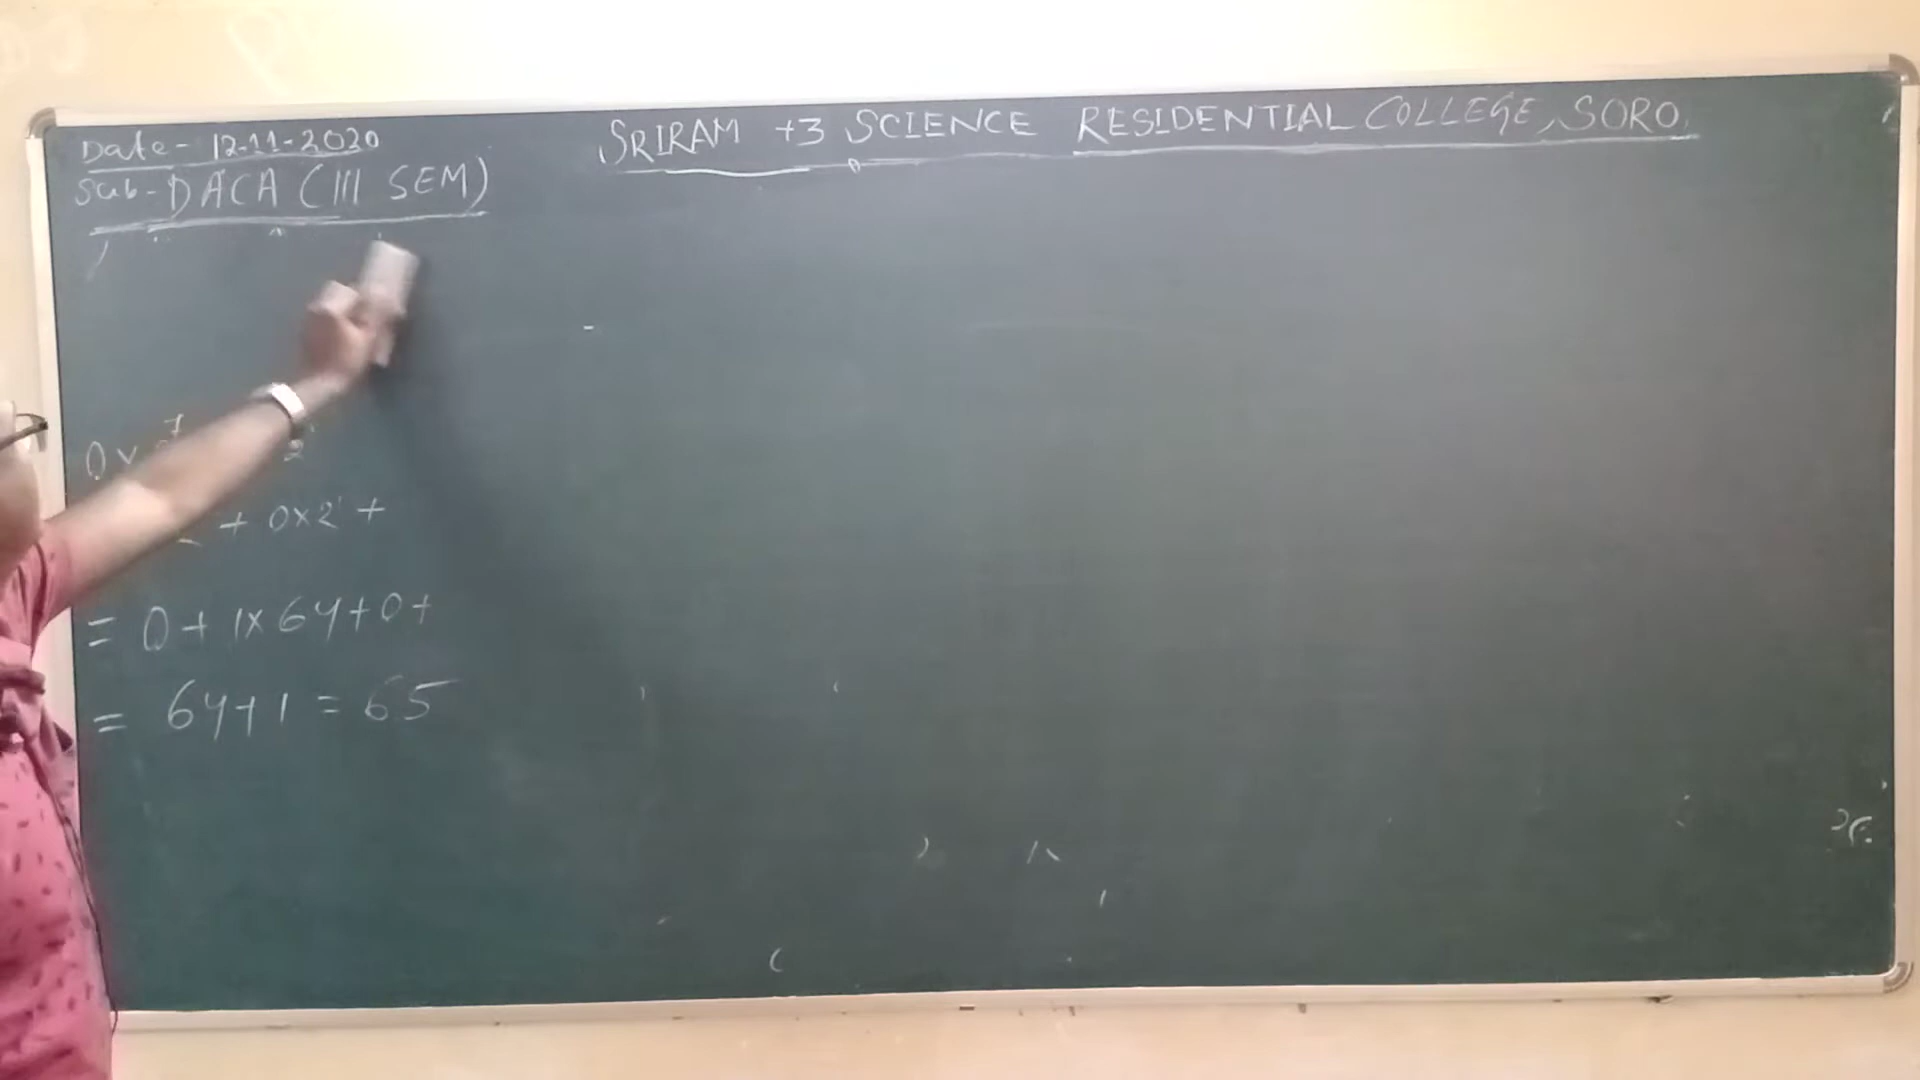 SRIRAM +3 SCIENCE RESIDENTIAL COLLEGE, SORO
Date- 12-11-2020
Sub- DACA (III SEM)
+ 0x2¹ +
= 0+ 1x64+0+
= 64+1 = 65